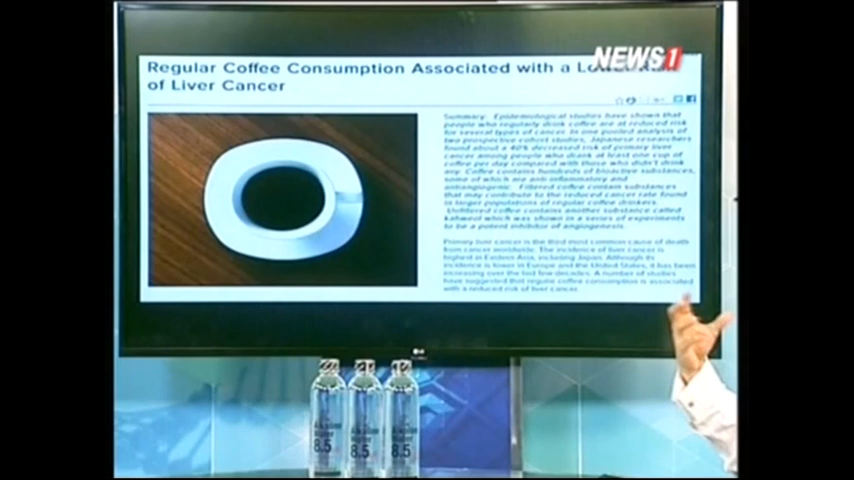 NEWS1
Regular Coffee Consumption Associated with a Lower Risk
of Liver Cancer
Summary: Epidemiological studies have shown that
people who regularly drink coffee are at reduced risk
for several types of cancer. In one pooled analysis of
two prospective cohort studies, Japanese researchers
found about a 40% decreased risk of primary liver
cancer among people who drank at least one cup of
coffee per day compared with those who didn't drink
any. Coffee contains hundreds of bioactive substances,
some of which are anti-inflammatory and
antiangiogenic. Filtered coffee contain substances
that may contribute to the reduced cancer rate found
in larger populations of regular coffee drinkers.
Unfiltered coffee contains another substance called
kahweol which was shown in a series of experiments
to be a potent inhibitor of angiogenesis.
Primary liver cancer is the third most common cause of death
from cancer worldwide. The incidence of liver cancer is
highest in Eastern Asia, including Japan. Although its
incidence is lower in Europe and the United States, it has been
increasing over the last few decades. A number of studies
have suggested that regular coffee consumption is associated
with a reduced risk of liver cancer.
LG
Alkaline
Water
8.5
Alkaline
Water
8.5
Alkaline
Water
8.5